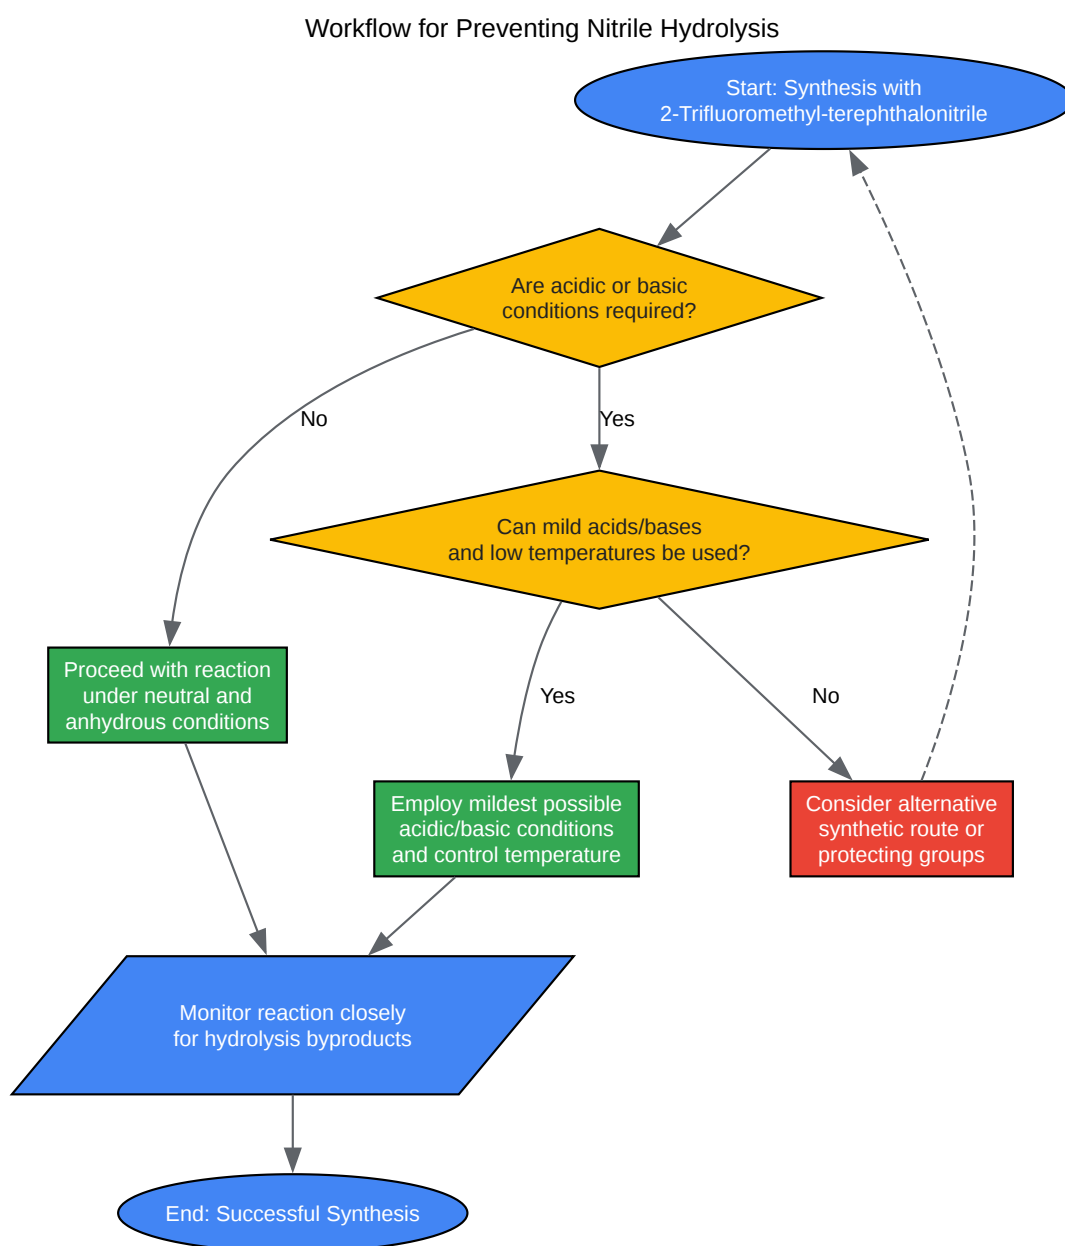 Workflow for Preventing Nitrile Hydrolysis
Start: Synthesis with
2-Trifluoromethyl-terephthalonitrile
Are acidic or basic
conditions required?
No
Yes
Can mild acids/bases
and low temperatures be used?
Proceed with reaction
under neutral and
anhydrous conditions
Yes
No
Employ mildest possible
acidic/basic conditions
and control temperature
Consider alternative
synthetic route or
protecting groups
Monitor reaction closely
for hydrolysis byproducts
End: Successful Synthesis